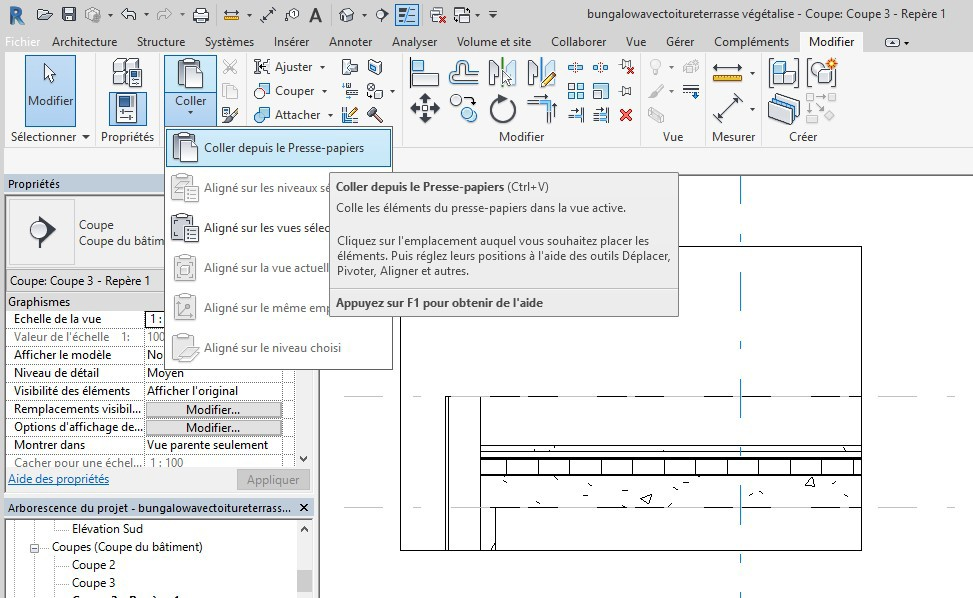 bungalowavectoitureterrasse végétalise - Coupe: Coupe 3 - Repère 1
Fichier Architecture Structure Systèmes Insérer Annoter Analyser Volume et site Collaborer Vue Gérer Compléments Modifier
Modifier
Coller
Ajuster
Couper
Attacher
Sélectionner Propriétés Modifier Vue Mesurer Créer
Coller depuis le Presse-papiers
Aligné sur les niveaux sé
Aligné sur les vues sélec
Aligné sur la vue actuell
Aligné sur le même emp
Aligné sur le niveau choisi
Coller depuis le Presse-papiers (Ctrl+V)
Colle les éléments du presse-papiers dans la vue active.
Cliquez sur l'emplacement auquel vous souhaitez placer les
éléments. Puis réglez leurs positions à l'aide des outils Déplacer,
Pivoter, Aligner et autres.
Appuyez sur F1 pour obtenir de l'aide
Propriétés
Coupe
Coupe du bâtim
Coupe: Coupe 3 - Repère 1
Graphismes
Echelle de la vue 1 :
Valeur de l'échelle 1: 100
Afficher le modèle No
Niveau de détail Moyen
Visibilité des éléments Afficher l'original
Remplacements visibil... Modifier...
Options d'affichage de... Modifier...
Montrer dans Vue parente seulement
Cacher pour une échel... 1 : 100
Aide des propriétés Appliquer
Arborescence du projet - bungalowavectoitureterrass...
Elévation Sud
Coupes (Coupe du bâtiment)
Coupe 2
Coupe 3